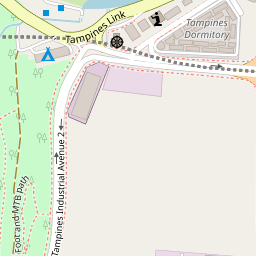 Tampines Link
Tampines
Dormitory
Tampines Industrial Avenue 2
Foot and MTB path